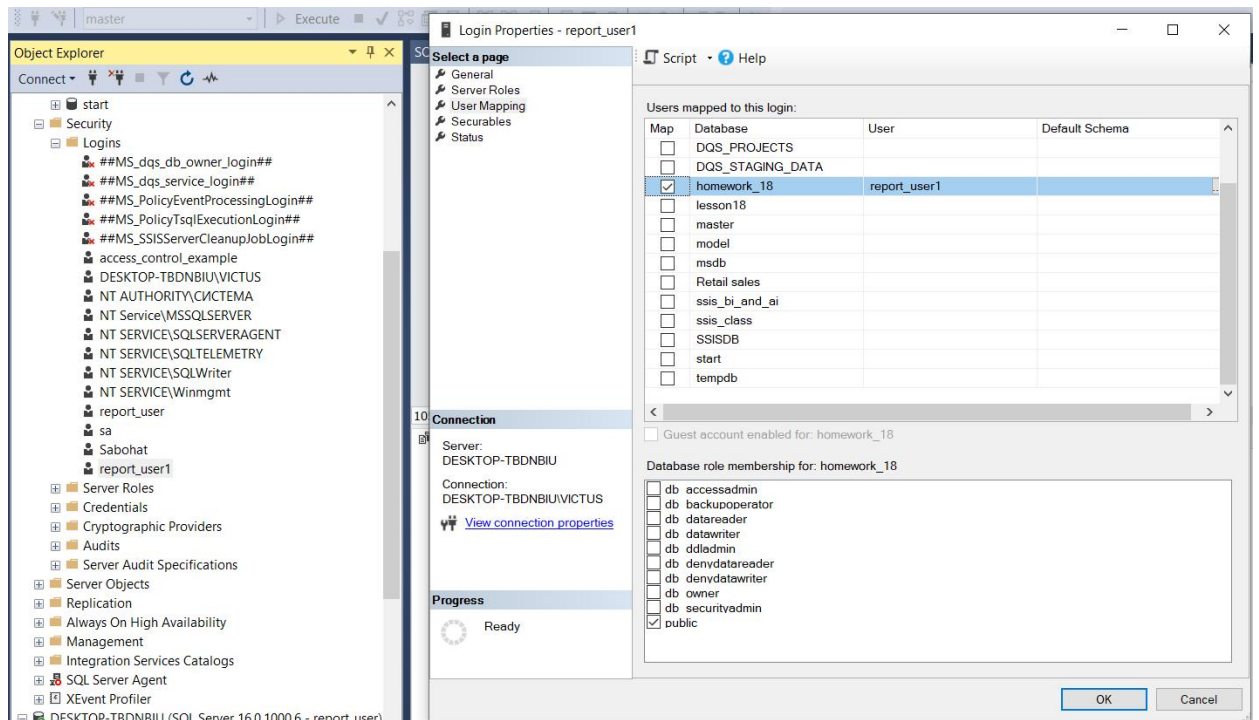 master
Execute
Object Explorer
Connect
start
Security
Logins
##MS_dqs_db_owner_login##
##MS_dqs_service_login##
##MS_PolicyEventProcessingLogin##
##MS_PolicyTsqlExecutionLogin##
##MS_SSISServerCleanupJobLogin##
access_control_example
DESKTOP-TBDNBIU\VICTUS
NT AUTHORITY\СИСТЕМА
NT Service\MSSQLSERVER
NT SERVICE\SQLSERVERAGENT
NT SERVICE\SQLTELEMETRY
NT SERVICE\SQLWriter
NT SERVICE\Winmgmt
report_user
sa
Sabohat
report_user1
Server Roles
Credentials
Cryptographic Providers
Audits
Server Audit Specifications
Server Objects
Replication
Always On High Availability
Management
Integration Services Catalogs
SQL Server Agent
XEvent Profiler
DESKTOP-TBDNBIU (SQL Server 16.0.1000.6 - report_user)
SC
10
Login Properties - report_user1
Select a page
General
Server Roles
User Mapping
Securables
Status
Connection
Server:
DESKTOP-TBDNBIU
Connection:
DESKTOP-TBDNBIU\VICTUS
View connection properties
Progress
Ready
Script Help
Users mapped to this login:
Map Database User Default Schema
DQS_PROJECTS
DQS_STAGING_DATA
homework_18 report_user1 ...
lesson18
master
model
msdb
Retail sales
ssis_bi_and_ai
ssis_class
SSISDB
start
tempdb
Guest account enabled for: homework_18
Database role membership for: homework_18
db_accessadmin
db_backupoperator
db_datareader
db_datawriter
db_ddladmin
db_denydatareader
db_denydatawriter
db_owner
db_securityadmin
public
OK Cancel